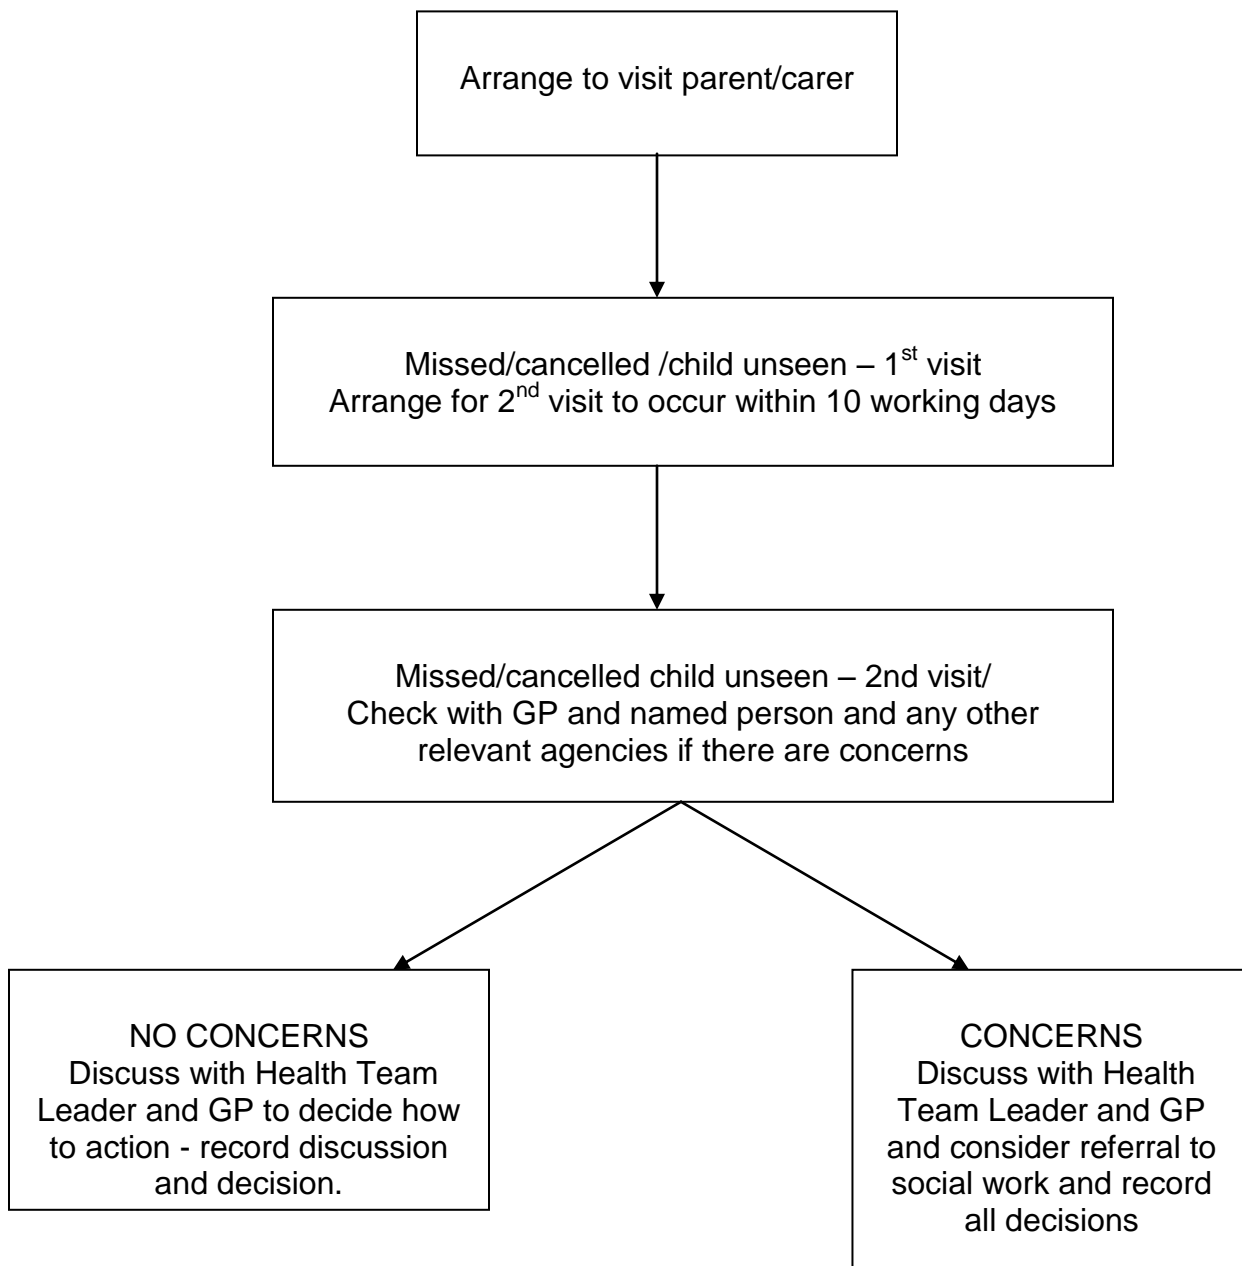 Arrange to visit parent/carer
Missed/cancelled /child unseen – 1st visit
Arrange for 2nd visit to occur within 10 working days
Missed/cancelled child unseen – 2nd visit/
Check with GP and named person and any other
relevant agencies if there are concerns
NO CONCERNS
Discuss with Health Team
Leader and GP to decide how
to action - record discussion
and decision.
CONCERNS
Discuss with Health
Team Leader and GP
and consider referral to
social work and record
all decisions